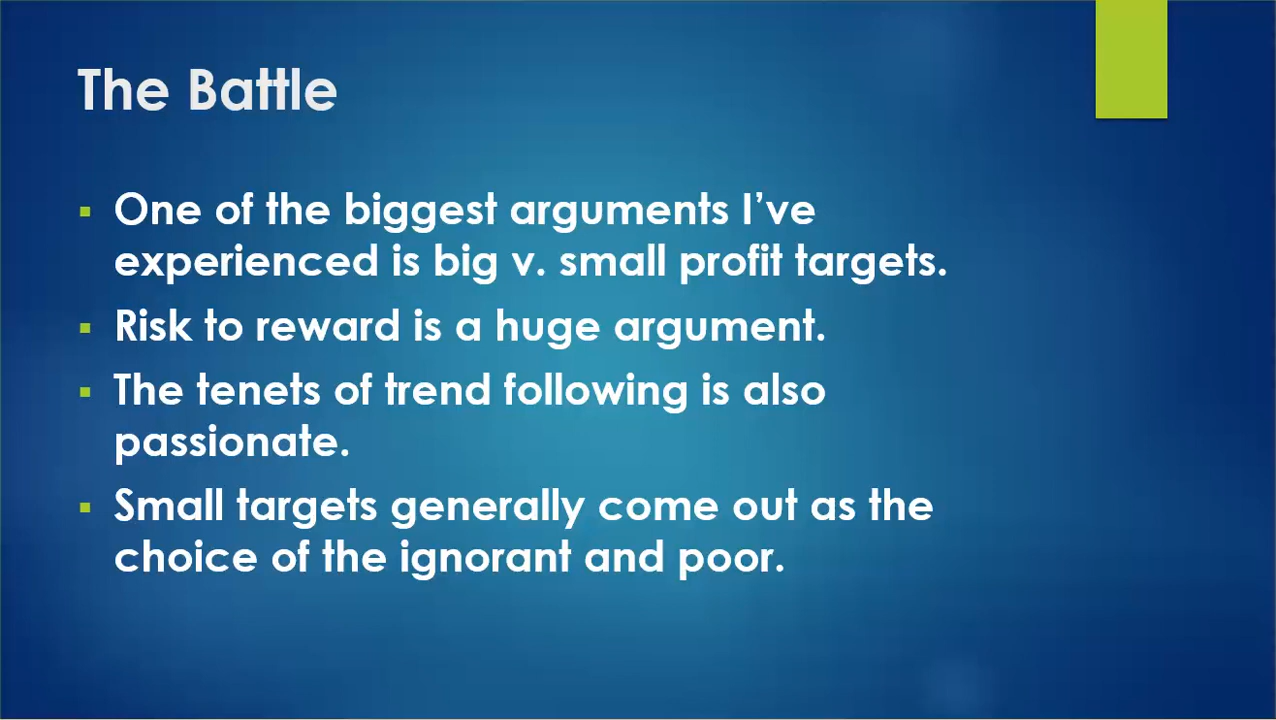 The Battle
One of the biggest arguments I’ve
experienced is big v. small profit targets.
Risk to reward is a huge argument.
The tenets of trend following is also
passionate.
Small targets generally come out as the
choice of the ignorant and poor.